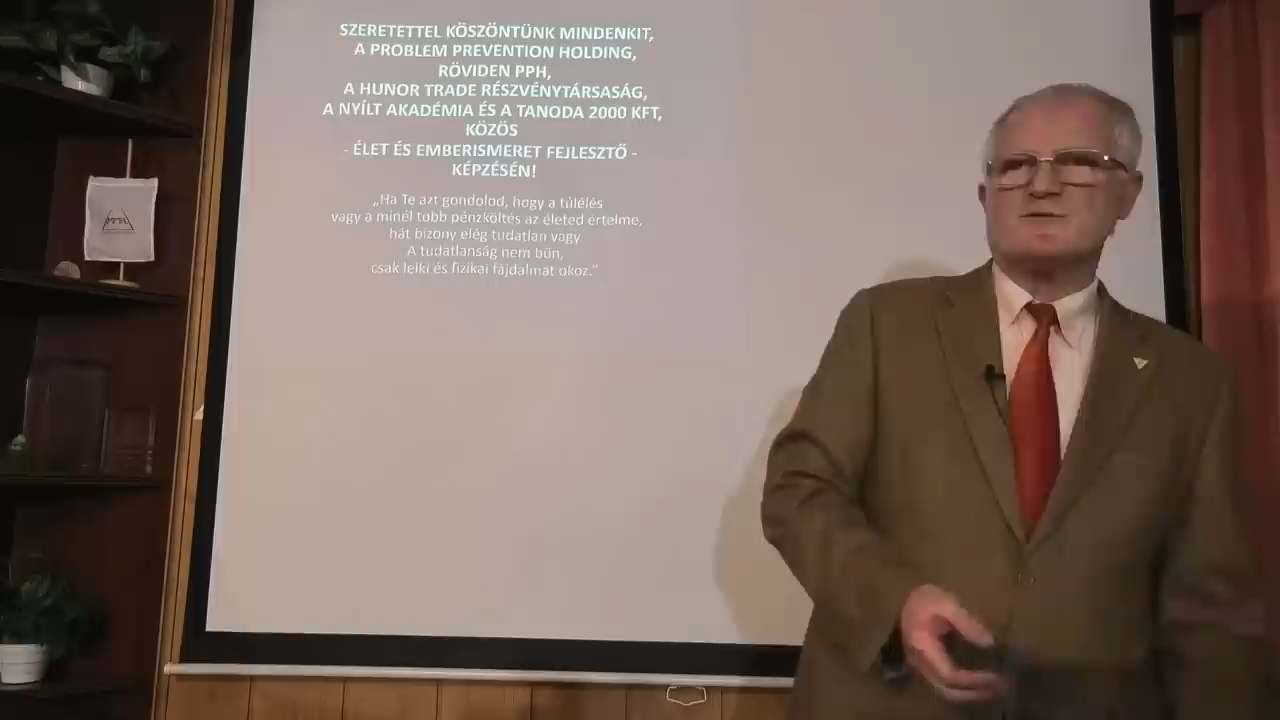 SZERETETTEL KÖSZÖNTÜNK MINDENKIT,
A PROBLEM PREVENTION HOLDING,
RÖVIDEN PPH,
A HUNOR TRADE RÉSZVÉNYTÁRSASÁG,
A NYÍLT AKADÉMIA ÉS A TANODA 2000 KFT,
KÖZÖS
- ÉLET ÉS EMBERISMERET FEJLESZTŐ -
KÉPZÉSÉN!
„Ha Te azt gondolod, hogy a túlélés
vagy a minél több pénzköltés az életed értelme,
hát bizony elég tudatlan vagy.
A tudatlanság nem bűn,
csak lelki és fizikai fájdalmat okoz.”